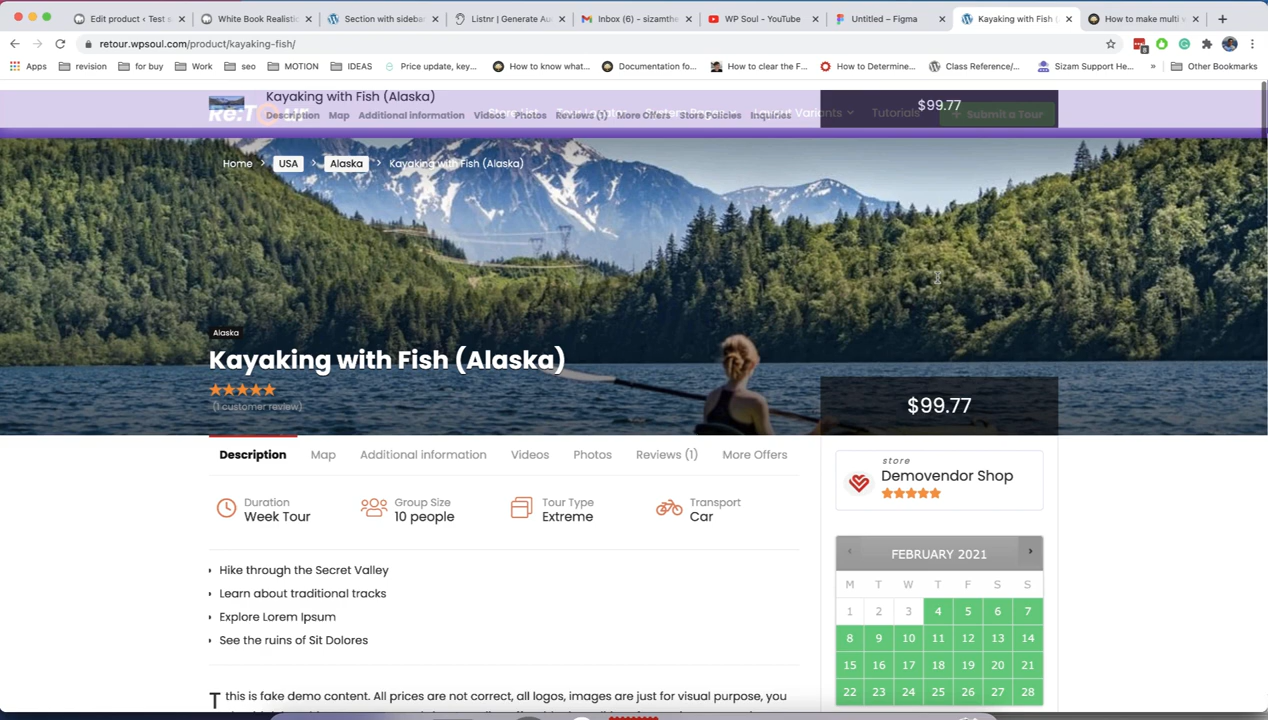 Edit product ‹ Test s
White Book Realistic
Section with sideba
Listnr | Generate Au
Inbox (6) - sizamthe
WP Soul - YouTube
Untitled – Figma
Kayaking with Fish (
How to make multi v
retour.wpsoul.com/product/kayaking-fish/
Apps
revision
for buy
Work
seo
MOTION
IDEAS
Price update, key...
How to know what...
Documentation fo...
How to clear the F...
How to Determine...
Class Reference/...
Sizam Support He...
»
Other Bookmarks
Kayaking with Fish (Alaska)
$99.77
Re:T
Description Map Additional information Videos Photos Reviews (1) More Offers Store Policies Inquiries
Variants
Tutorials
+ Submit a Tour
Home > USA > Alaska > Kayaking with Fish (Alaska)
Alaska
Kayaking with Fish (Alaska)
(1 customer review)
$99.77
Description Map Additional information Videos Photos Reviews (1) More Offers
store
Demovendor Shop
Duration
Week Tour
Group Size
10 people
Tour Type
Extreme
Transport
Car
Hike through the Secret Valley
Learn about traditional tracks
Explore Lorem Ipsum
See the ruins of Sit Dolores
This is fake demo content. All prices are not correct, all logos, images are just for visual purpose, you
FEBRUARY 2021
M T W T F S S
1 2 3 4 5 6 7
8 9 10 11 12 13 14
15 16 17 18 19 20 21
22 23 24 25 26 27 28